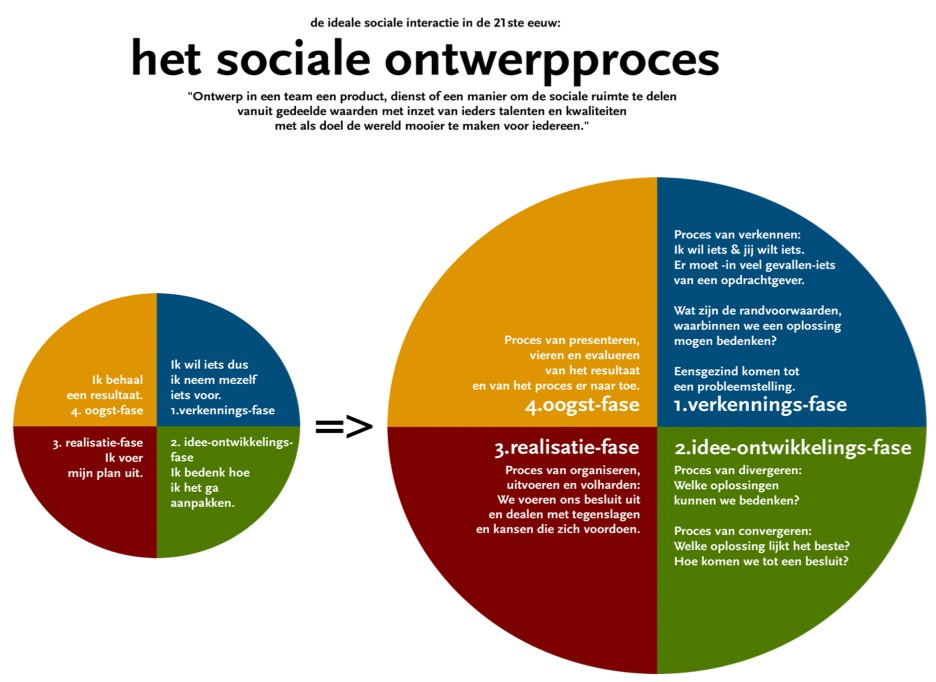 de ideale sociale interactie in de 21ste eeuw:
het sociale ontwerpproces
"Ontwerp in een team een product, dienst of een manier om de sociale ruimte te delen
vanuit gedeelde waarden met inzet van ieders talenten en kwaliteiten
met als doel de wereld mooier te maken voor iedereen."
Ik wil iets dus
ik neem mezelf
iets voor.
1.verkennings-fase
2. idee-ontwikkelings-
fase
Ik bedenk hoe
ik het ga
aanpakken.
3. realisatie-fase
Ik voer
mijn plan uit.
Ik behaal
een resultaat.
4. oogst-fase
=>
Proces van verkennen:
Ik wil iets & jij wilt iets.
Er moet -in veel gevallen-iets
van een opdrachtgever.
Wat zijn de randvoorwaarden,
waarbinnen we een oplossing
mogen bedenken?
Eensgezind komen tot
een probleemstelling.
1.verkennings-fase
2.idee-ontwikkelings-fase
Proces van divergeren:
Welke oplossingen
kunnen we bedenken?
Proces van convergeren:
Welke oplossing lijkt het beste?
Hoe komen we tot een besluit?
3.realisatie-fase
Proces van organiseren,
uitvoeren en volharden:
We voeren ons besluit uit
en dealen met tegenslagen
en kansen die zich voordoen.
Proces van presenteren,
vieren en evalueren
van het resultaat
en van het proces er naar toe.
4.oogst-fase